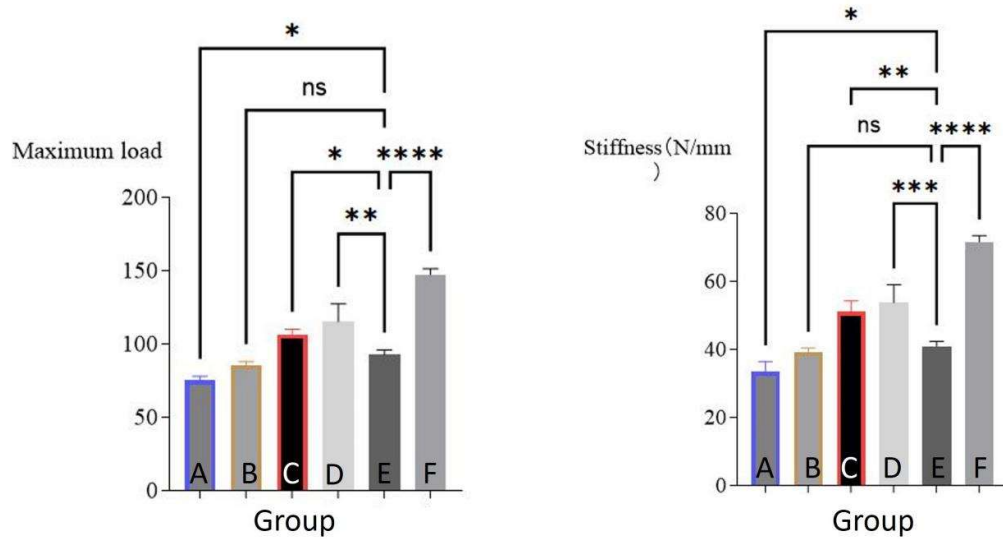 *
ns
Maximum load
*
****
**
200
150
100
50
0
A B C D E F
Group
*
**
ns
****
Stiffness(N/mm
)
***
80
60
40
20
0
A B C D E F
Group